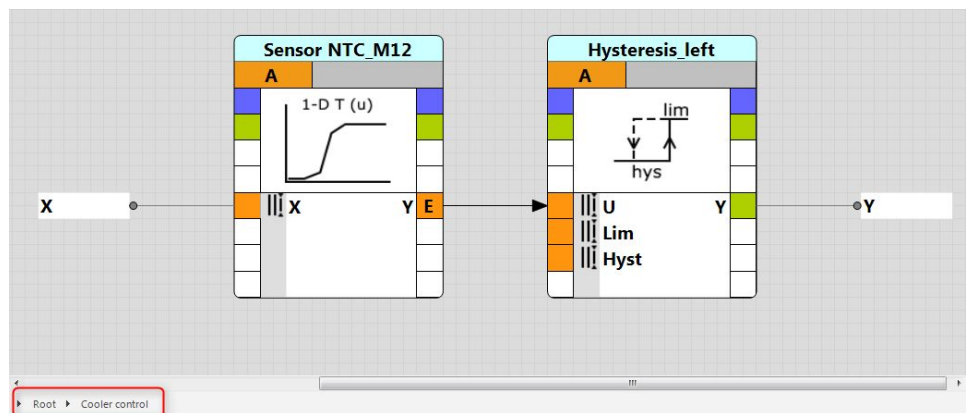 Sensor NTC_M12
A
1-D T (u)
X
X
Y
E
Hysteresis_left
A
lim
hys
U
Y
Lim
Hyst
Y
Root
Cooler control